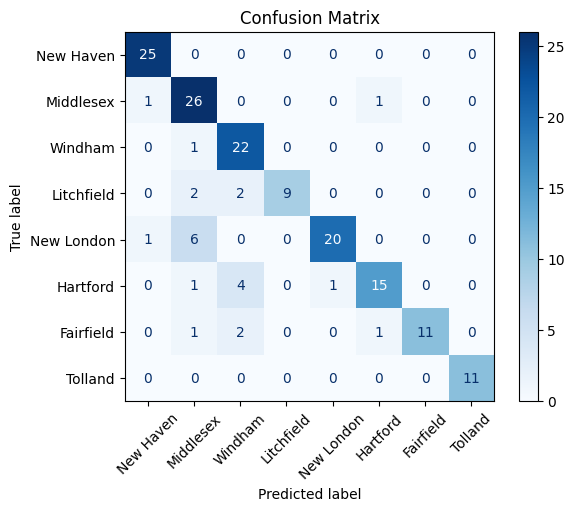 Confusion Matrix
True label
New Haven 25 0 0 0 0 0 0 0
Middlesex 1 26 0 0 0 1 0 0
Windham 0 1 22 0 0 0 0 0
Litchfield 0 2 2 9 0 0 0 0
New London 1 6 0 0 20 0 0 0
Hartford 0 1 4 0 1 15 0 0
Fairfield 0 1 2 0 0 1 11 0
Tolland 0 0 0 0 0 0 0 11
New Haven Middlesex Windham Litchfield New London Hartford Fairfield Tolland
Predicted label
25
20
15
10
5
0